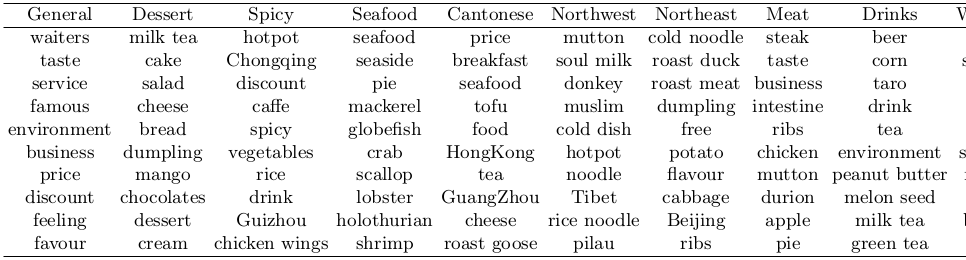 General Dessert Spicy Seafood Cantonese Northwest Northeast Meat Drinks
waiters milk tea hotpot seafood price mutton cold noodle steak beer
taste cake Chongqing seaside breakfast soul milk roast duck taste corn
service salad discount pie seafood donkey roast meat business taro
famous cheese caffe mackerel tofu muslim dumpling intestine drink
environment bread spicy globefish food cold dish free ribs tea
business dumpling vegetables crab HongKong hotpot potato chicken environment
price mango rice scallop tea noodle flavour mutton peanut butter
discount chocolates drink lobster GuangZhou Tibet cabbage durion melon seed
feeling dessert Guizhou holothurian cheese rice noodle Beijing apple milk tea
favour cream chicken wings shrimp roast goose pilau ribs pie green tea